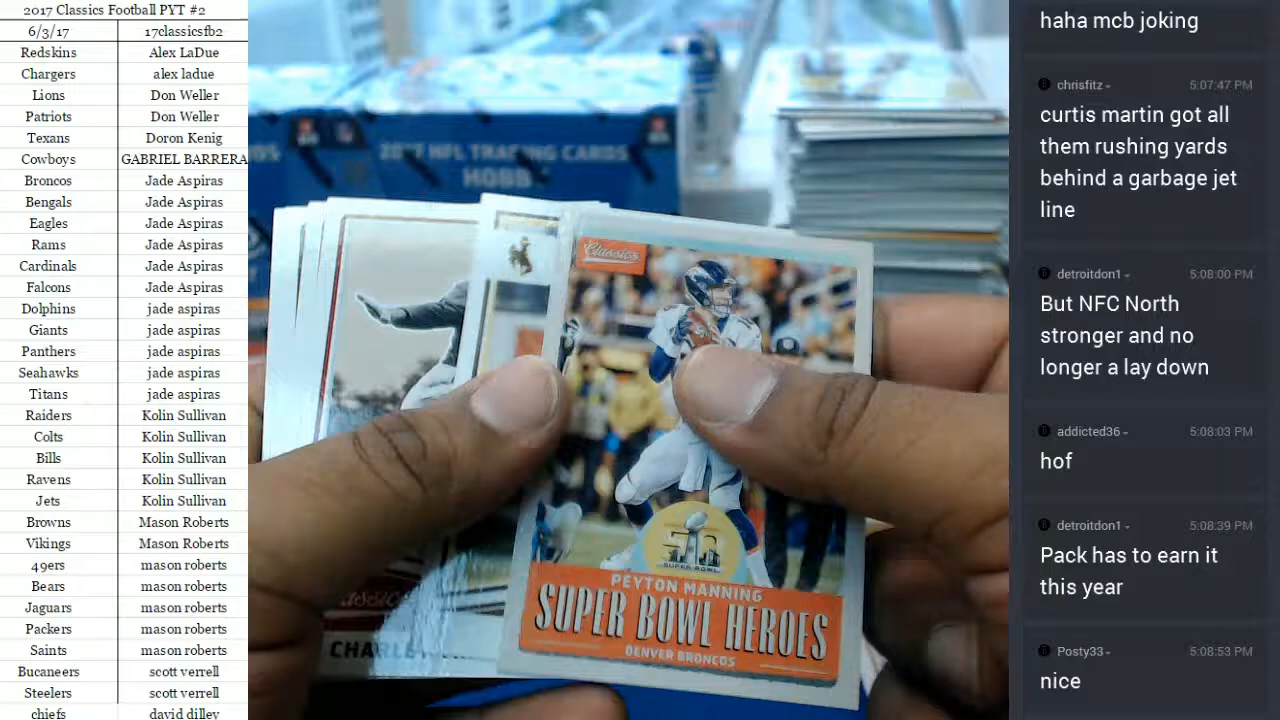 2017 Classics Football PYT #2
6/3/17 17classicsfb2
Redskins Alex LaDue
Chargers alex ladue
Lions Don Weller
Patriots Don Weller
Texans Doron Kenig
Cowboys GABRIEL BARRERA
Broncos Jade Aspiras
Bengals Jade Aspiras
Eagles Jade Aspiras
Rams Jade Aspiras
Cardinals Jade Aspiras
Falcons Jade Aspiras
Dolphins jade aspiras
Giants jade aspiras
Panthers jade aspiras
Seahawks jade aspiras
Titans jade aspiras
Raiders Kolin Sullivan
Colts Kolin Sullivan
Bills Kolin Sullivan
Ravens Kolin Sullivan
Jets Kolin Sullivan
Browns Mason Roberts
Vikings Mason Roberts
49ers mason roberts
Bears mason roberts
Jaguars mason roberts
Packers mason roberts
Saints mason roberts
Bucaneers scott verrell
Steelers scott verrell
chiefs david dilley
2017 NFL TRADING CARDS
HOBB
Classics
50
SUPER BOWL
PEYTON MANNING
SUPER BOWL HEROES
DENVER BRONCOS
CHARLE
haha mcb joking
chrisfitz 5:07:47 PM
curtis martin got all
them rushing yards
behind a garbage jet
line
detroitdon1 5:08:00 PM
But NFC North
stronger and no
longer a lay down
addicted36 5:08:03 PM
hof
detroitdon1 5:08:39 PM
Pack has to earn it
this year
Posty33 5:08:53 PM
nice